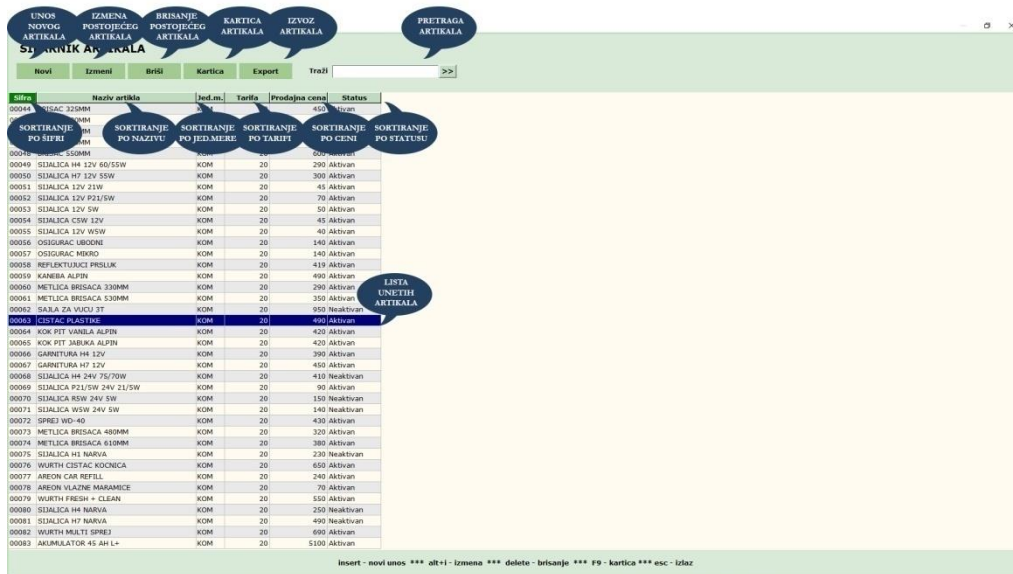 UNOS NOVOG ARTIKALA
IZMENA POSTOJEĆEG ARTIKALA
BRISANJE POSTOJEĆEG ARTIKALA
KARTICA ARTIKALA
IZVOZ ARTIKALA
PRETRAGA ARTIKALA
ARTIKALA
Novi Izmeni Briši Kartica Export Traži >>
Sifra Naziv artikla Jed.m. Tarifa Prodajna cena Status
00044 BRISAC 325MM 450 Aktivan
SORTIRANJE PO ŠIFRI
SORTIRANJE PO NAZIVU
SORTIRANJE PO JED.MERE
SORTIRANJE PO TARIFI
SORTIRANJE PO CENI
SORTIRANJE PO STATUSU
00048 BRISAC 550MM 20 600 Aktivan
00049 SIJALICA H4 12V 60/55W KOM 20 290 Aktivan
00050 SIJALICA H7 12V 55W KOM 20 300 Aktivan
00051 SIJALICA 12V 21W KOM 20 45 Aktivan
00052 SIJALICA 12V P21/5W KOM 20 70 Aktivan
00053 SIJALICA 12V 5W KOM 20 50 Aktivan
00054 SIJALICA C5W 12V KOM 20 45 Aktivan
00055 SIJALICA 12V W5W KOM 20 40 Aktivan
00056 OSIGURAC UBODNI KOM 20 140 Aktivan
00057 OSIGURAC MIKRO KOM 20 140 Aktivan
00058 REFLEKTUJUCI PRSLUK KOM 20 419 Aktivan
00059 KANEBA ALPIN KOM 20 490 Aktivan
00060 METLICA BRISACA 330MM KOM 20 290 Aktivan
00061 METLICA BRISACA 530MM KOM 20 350 Aktivan
LISTA UNETIH ARTIKALA
00062 SAJLA ZA VUCU 3T KOM 20 950 Neaktivan
00063 CISTAC PLASTIKE KOM 20 490 Aktivan
00064 KOK PIT VANILA ALPIN KOM 20 420 Aktivan
00065 KOK PIT JABUKA ALPIN KOM 20 420 Aktivan
00066 GARNITURA H4 12V KOM 20 390 Aktivan
00067 GARNITURA H7 12V KOM 20 450 Aktivan
00068 SIJALICA H4 24V 75/70W KOM 20 410 Neaktivan
00069 SIJALICA P21/5W 24V 21/5W KOM 20 90 Aktivan
00070 SIJALICA R5W 24V 5W KOM 20 150 Neaktivan
00071 SIJALICA W5W 24V 5W KOM 20 140 Neaktivan
00072 SPREJ WD-40 KOM 20 430 Aktivan
00073 METLICA BRISACA 480MM KOM 20 320 Aktivan
00074 METLICA BRISACA 610MM KOM 20 380 Aktivan
00075 SIJALICA H1 NARVA KOM 20 230 Neaktivan
00076 WURTH CISTAC KOCNICA KOM 20 650 Aktivan
00077 AREON CAR REFILL KOM 20 240 Aktivan
00078 AREON VLAZNE MARAMICE KOM 20 70 Aktivan
00079 WURTH FRESH + CLEAN KOM 20 550 Aktivan
00080 SIJALICA H4 NARVA KOM 20 250 Neaktivan
00081 SIJALICA H7 NARVA KOM 20 490 Neaktivan
00082 WURTH MULTI SPREJ KOM 20 690 Aktivan
00083 AKUMULATOR 45 AH L+ KOM 20 5100 Aktivan
insert - novi unos *** alt+i - izmena *** delete - brisanje *** F9 - kartica *** esc - izlaz